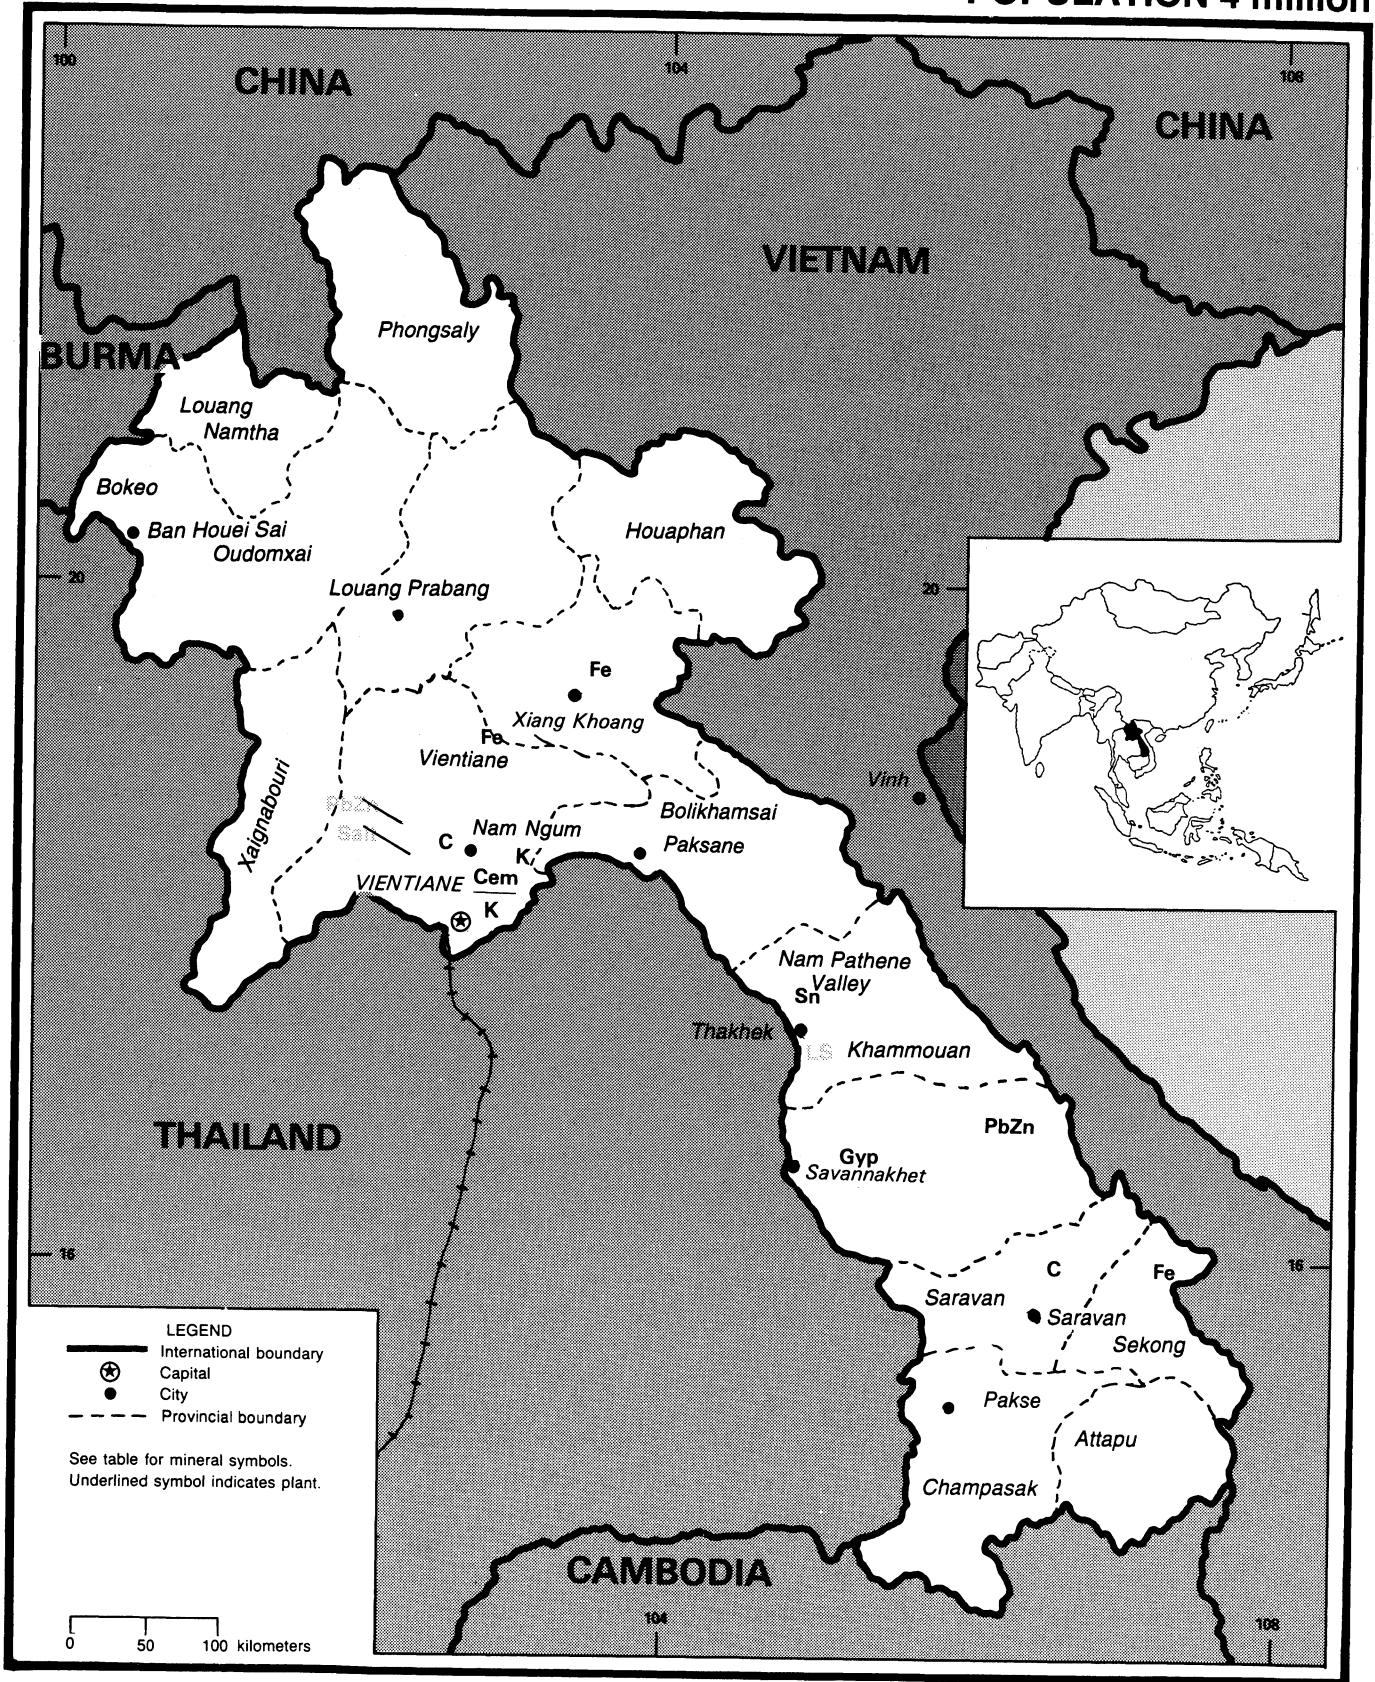 POPULATION 4 million
100
104
108
CHINA
CHINA
VIETNAM
BURMA
Phongsaly
Louang
Namtha
Bokeo
Ban Houei Sai
Oudomxai
Houaphan
20
20
Louang Prabang
Fe
Xiang Khoang
Fe
Vientiane
Xaignabouri
PbZn
Salt
Vinh
Bolikhamsai
C
Nam Ngum
Paksane
K
VIENTIANE
Cem
K
Nam Pathene
Valley
Sn
Thakhek
LS
Khammouan
THAILAND
PbZn
Gyp
Savannakhet
16
16
C
Fe
Saravan
Saravan
Sekong
Pakse
Attapu
Champasak
CAMBODIA
104
108
LEGEND
International boundary
Capital
City
Provincial boundary
See table for mineral symbols.
Underlined symbol indicates plant.
0 50 100 kilometers